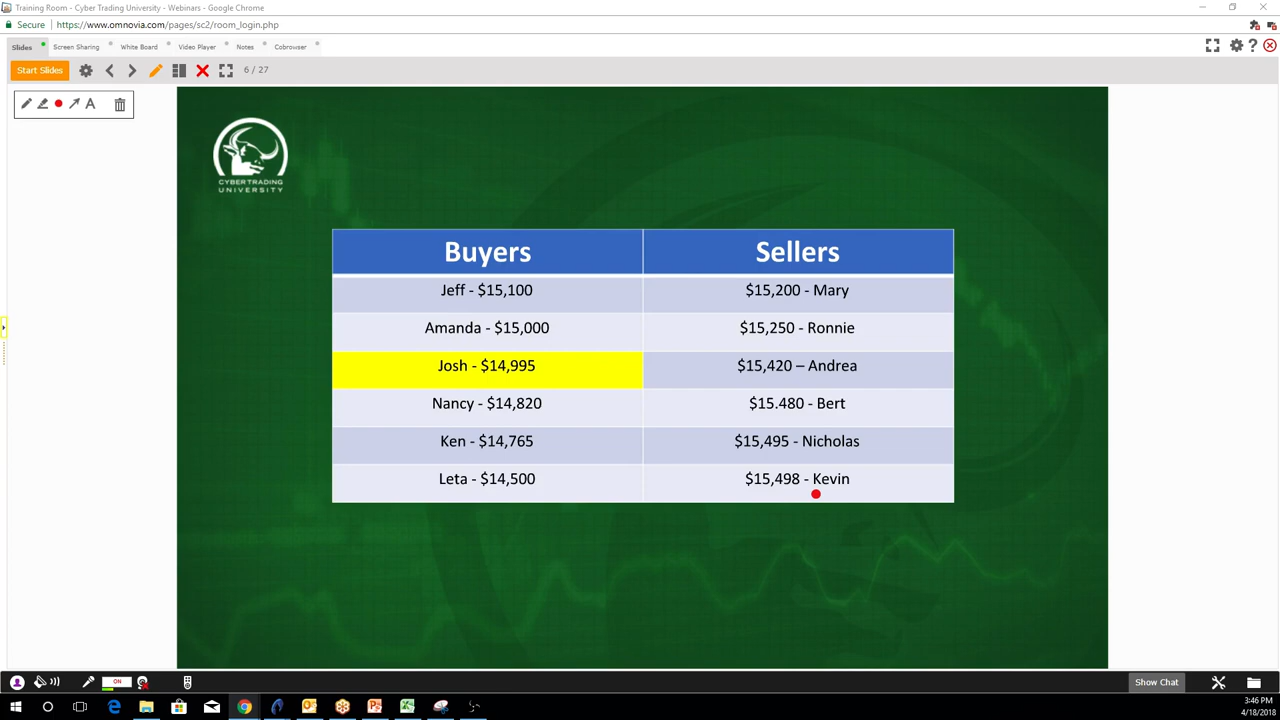 Training Room - Cyber Trading University - Webinars - Google Chrome
Secure https://www.omnovia.com/pages/sc2/room_login.php
Slides Screen Sharing White Board Video Player Notes Cobrowser
Start Slides 6 / 27
A
CYBERTRADING
UNIVERSITY
Buyers Sellers
Jeff - $15,100 $15,200 - Mary
Amanda - $15,000 $15,250 - Ronnie
Josh - $14,995 $15,420 – Andrea
Nancy - $14,820 $15.480 - Bert
Ken - $14,765 $15,495 - Nicholas
Leta - $14,500 $15,498 - Kevin
ON Show Chat
3:46 PM
4/18/2018